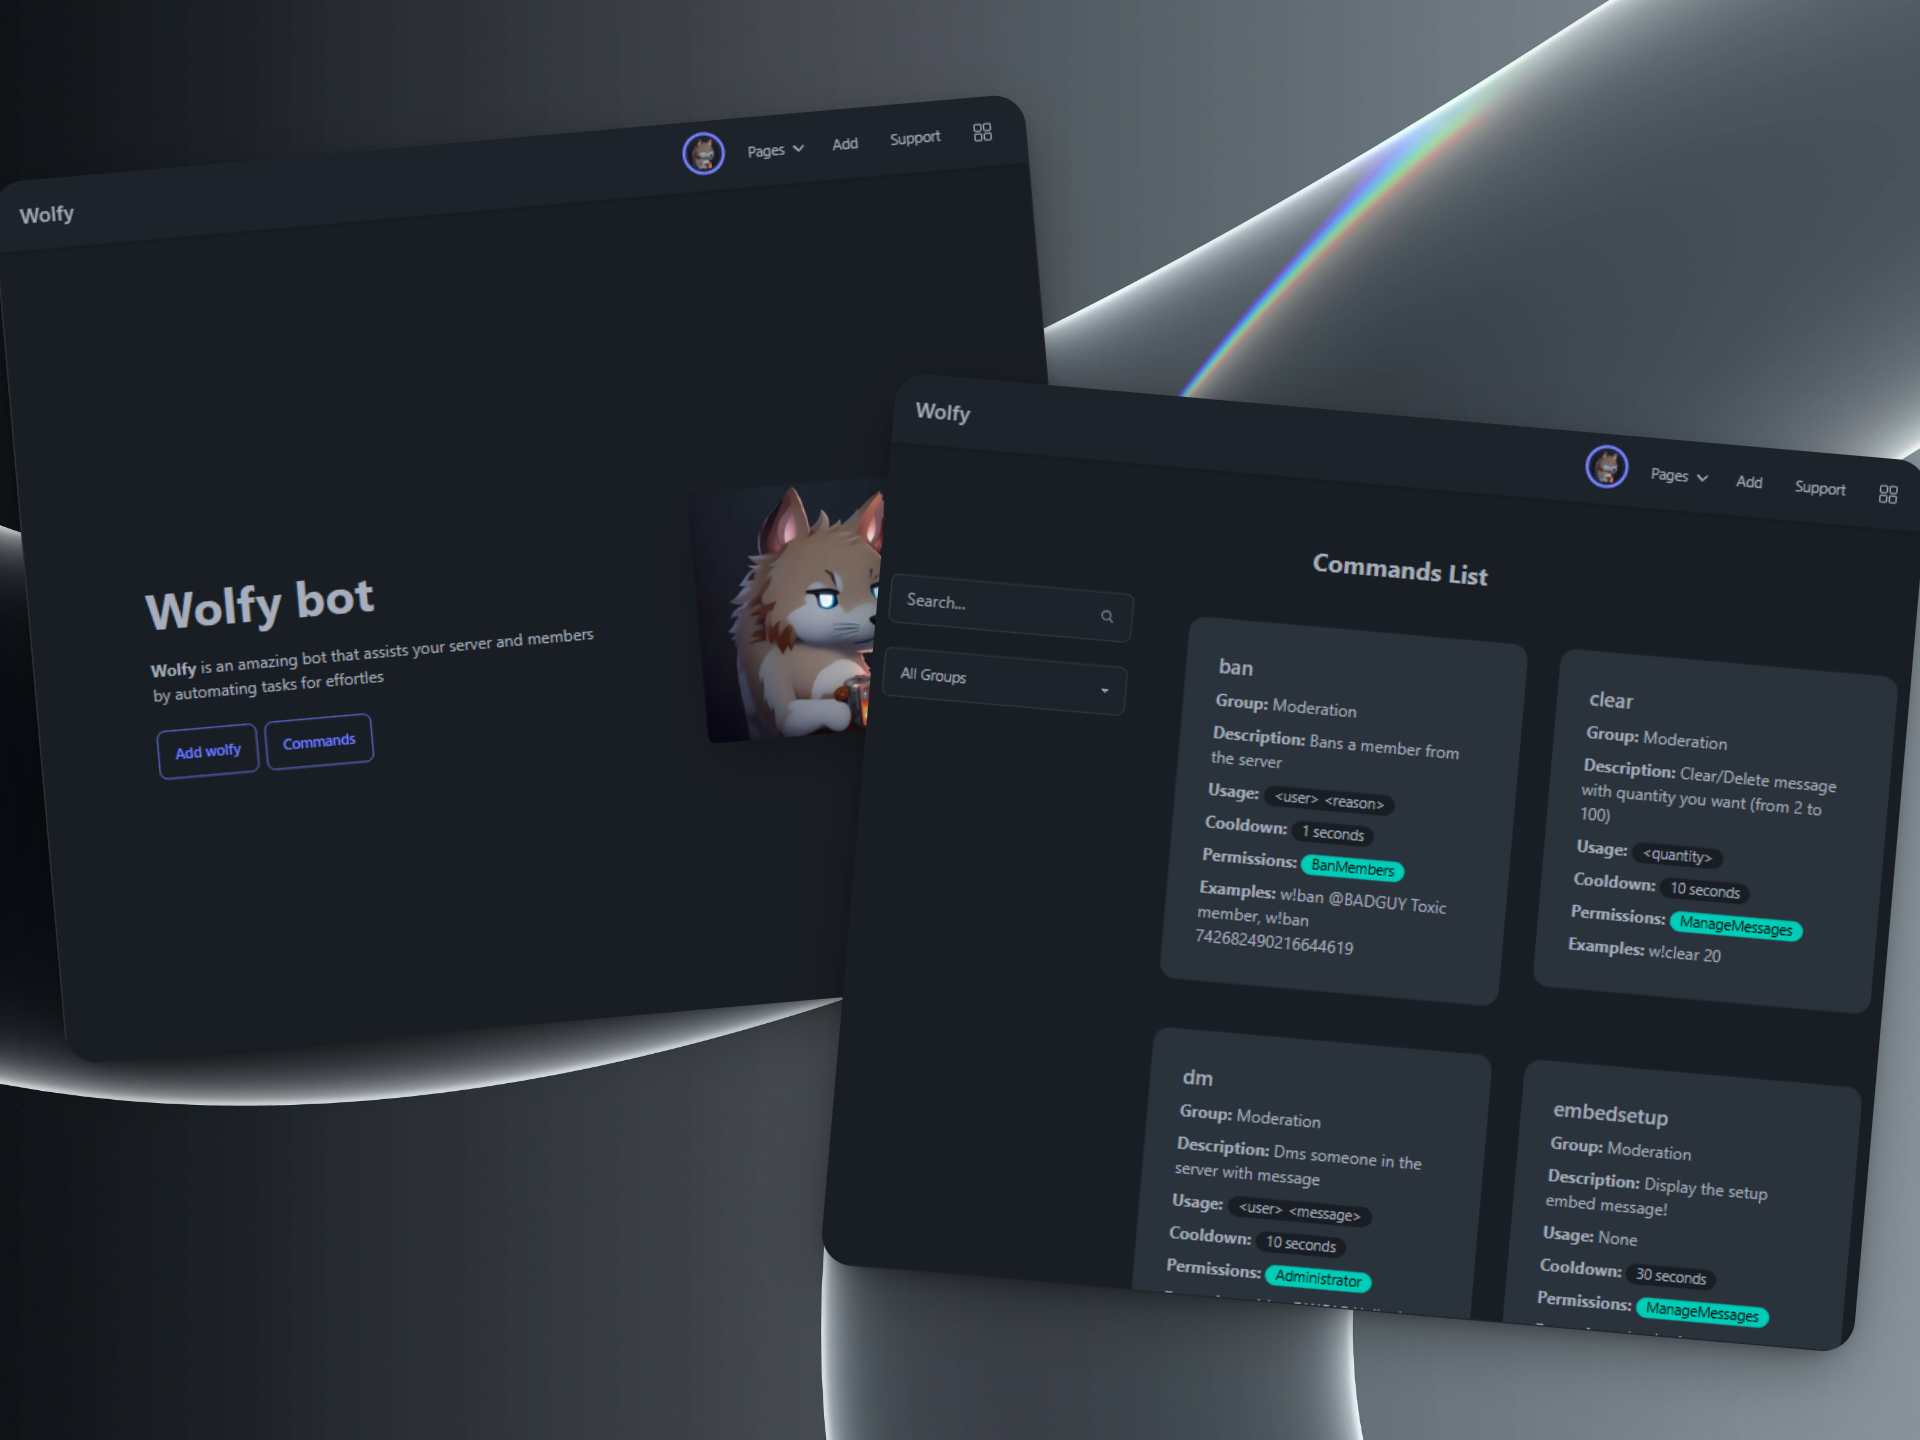 Wolfy
Pages
Add
Support
Wolfy bot
Wolfy is an amazing bot that assists your server and members
by automating tasks for effortles
Add wolfy
Commands
Wolfy
Pages
Add
Support
Commands List
Search...
All Groups
ban
Group: Moderation
Description: Bans a member from
the server
Usage: <user> <reason>
Cooldown: 1 seconds
Permissions: BanMembers
Examples: w!ban @BADGUY Toxic
member, w!ban
742682490216644619
clear
Group: Moderation
Description: Clear/Delete message
with quantity you want (from 2 to
100)
Usage: <quantity>
Cooldown: 10 seconds
Permissions: ManageMessages
Examples: w!clear 20
dm
Group: Moderation
Description: Dms someone in the
server with message
Usage: <user> <message>
Cooldown: 10 seconds
Permissions: Administrator
embedsetup
Group: Moderation
Description: Display the setup
embed message!
Usage: None
Cooldown: 30 seconds
Permissions: ManageMessages